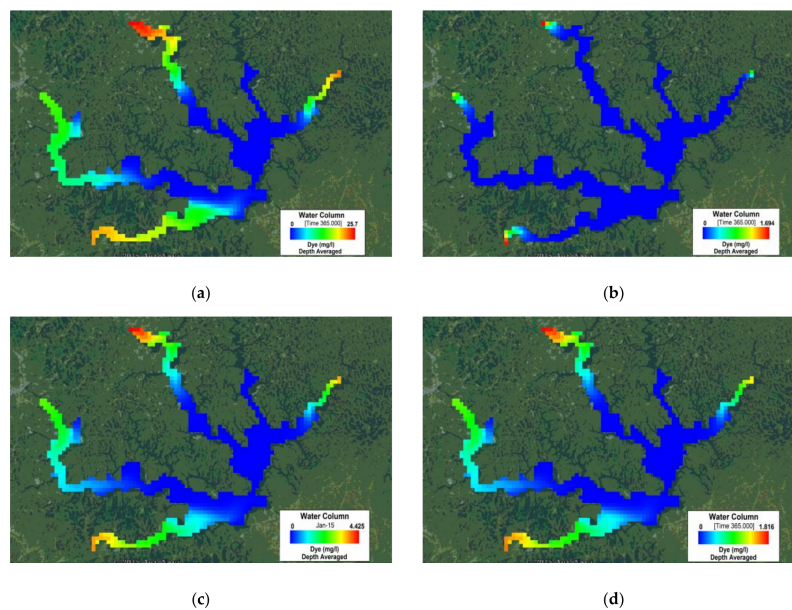 Water Column
0 [Time 365.000] 25.7
Dye (mg/l)
Depth Averaged
(a)
Water Column
0 [Time 365.000] 1.694
Dye (mg/l)
Depth Averaged
(b)
Water Column
0 Jan-15 4.425
Dye (mg/l)
Depth Averaged
(c)
Water Column
0 [Time 365.000] 1.816
Dye (mg/l)
Depth Averaged
(d)